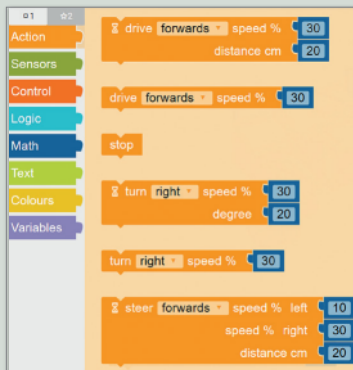 1 2
Action
Sensors
Control
Logic
Math
Text
Colours
Variables
drive forwards speed % 30
distance cm 20
drive forwards speed % 30
stop
turn right speed % 30
degree 20
turn right speed % 30
steer forwards speed % left 10
speed % right 30
distance cm 20